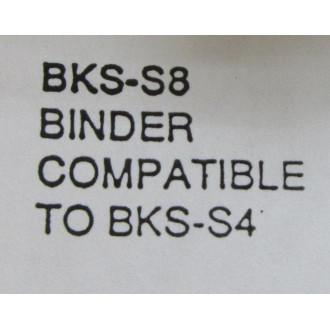 BKS-S8
BINDER
COMPATIBLE
TO BKS-S4